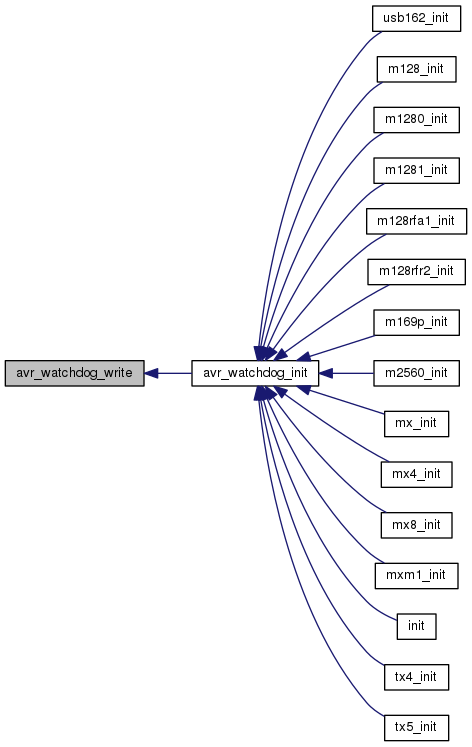 usb162_init
m128_init
m1280_init
m1281_init
m128rfa1_init
m128rfr2_init
m169p_init
avr_watchdog_write
avr_watchdog_init
m2560_init
mx_init
mx4_init
mx8_init
mxm1_init
init
tx4_init
tx5_init